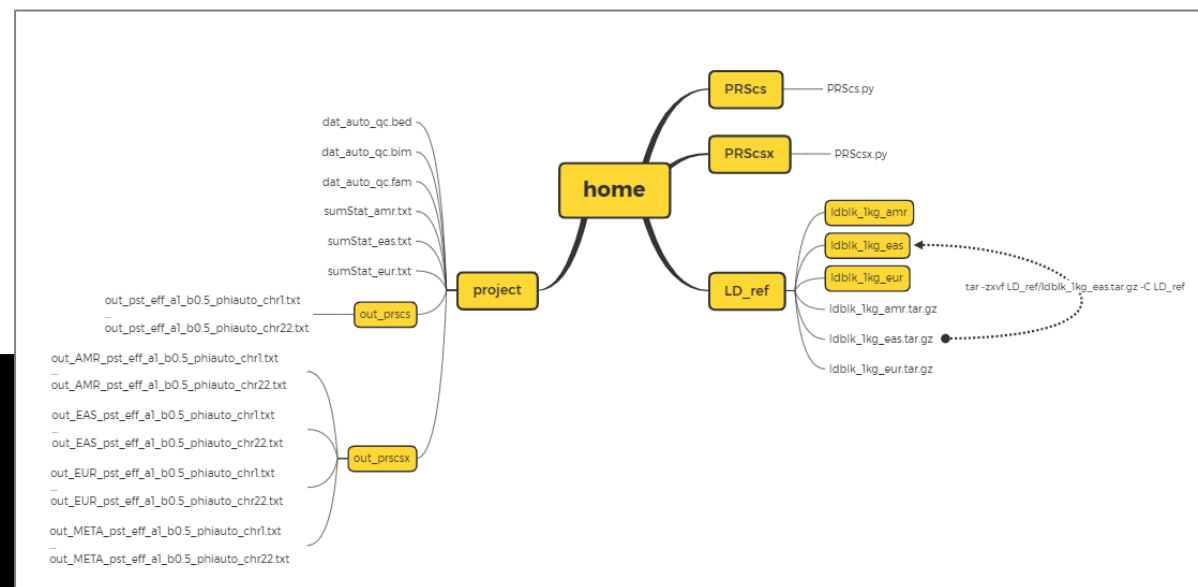 home
PRScs
PRScs.py
PRScsx
PRScsx.py
LD_ref
ldblk_1kg_amr
ldblk_1kg_eas
ldblk_1kg_eur
ldblk_1kg_amr.tar.gz
ldblk_1kg_eas.tar.gz
ldblk_1kg_eur.tar.gz
tar -zxvf LD_ref/ldblk_1kg_eas.tar.gz -C LD_ref
project
dat_auto_qc.bed
dat_auto_qc.bim
dat_auto_qc.fam
sumStat_amr.txt
sumStat_eas.txt
sumStat_eur.txt
out_prscs
out_pst_eff_a1_b0.5_phiauto_chr1.txt
...
out_pst_eff_a1_b0.5_phiauto_chr22.txt
out_prscsx
out_AMR_pst_eff_a1_b0.5_phiauto_chr1.txt
...
out_AMR_pst_eff_a1_b0.5_phiauto_chr22.txt
out_EAS_pst_eff_a1_b0.5_phiauto_chr1.txt
...
out_EAS_pst_eff_a1_b0.5_phiauto_chr22.txt
out_EUR_pst_eff_a1_b0.5_phiauto_chr1.txt
...
out_EUR_pst_eff_a1_b0.5_phiauto_chr22.txt
out_META_pst_eff_a1_b0.5_phiauto_chr1.txt
...
out_META_pst_eff_a1_b0.5_phiauto_chr22.txt